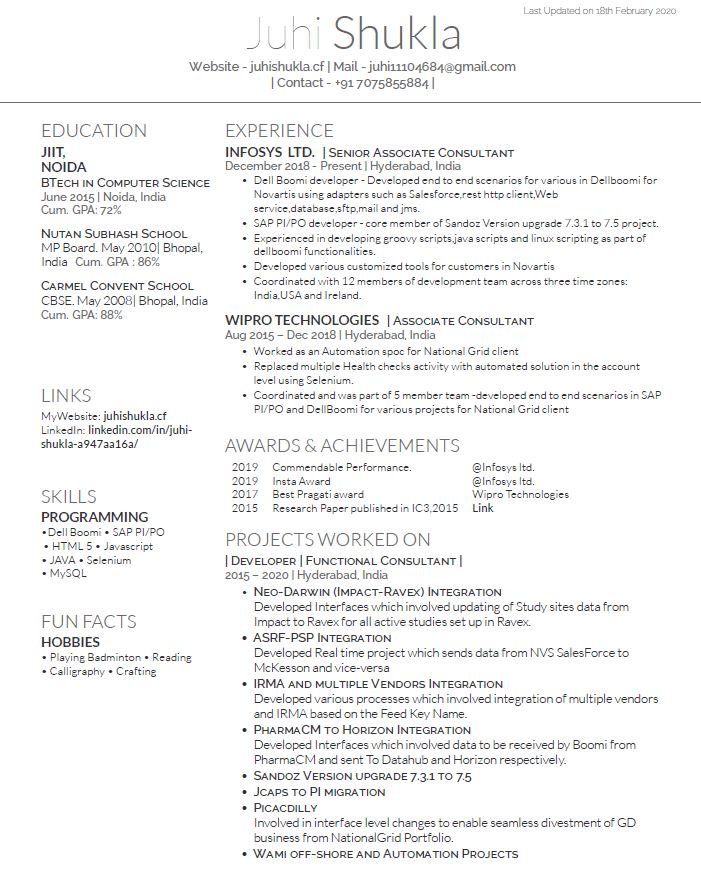 Last Updated on 18th February 2020
Juhi Shukla
Website - juhishukla.cf | Mail - juhi11104684@gmail.com
| Contact - +91 7075855884 |
EDUCATION
JIIT,
NOIDA
BTech in Computer Science
June 2015 | Noida, India
Cum. GPA: 72%
Nutan Subhash School
MP Board. May 2010| Bhopal,
India Cum. GPA : 86%
Carmel Convent School
CBSE. May 2008| Bhopal, India
Cum. GPA: 88%
LINKS
MyWebsite: juhishukla.cf
LinkedIn: linkedin.com/in/juhi-
shukla-a947aa16a/
SKILLS
PROGRAMMING
•Dell Boomi • SAP PI/PO
• HTML 5 • Javascript
• JAVA • Selenium
• MySQL
FUN FACTS
HOBBIES
• Playing Badminton • Reading
• Calligraphy • Crafting
EXPERIENCE
INFOSYS LTD. | Senior Associate Consultant
December 2018 - Present | Hyderabad, India
• Dell Boomi developer - Developed end to end scenarios for various in Dellboomi for
Novartis using adapters such as Salesforce,rest http client,Web
service,database,sftp,mail and jms.
• SAP PI/PO developer - core member of Sandoz Version upgrade 7.3.1 to 7.5 project.
• Experienced in developing groovy scripts,java scripts and linux scripting as part of
dellboomi functionalities.
• Developed various customized tools for customers in Novartis
• Coordinated with 12 members of development team across three time zones:
India,USA and Ireland.
WIPRO TECHNOLOGIES | Associate Consultant
Aug 2015 – Dec 2018 | Hyderabad, India
• Worked as an Automation spoc for National Grid client
• Replaced multiple Health checks activity with automated solution in the account
level using Selenium.
• Coordinated and was part of 5 member team -developed end to end scenarios in SAP
PI/PO and DellBoomi for various projects for National Grid client
AWARDS & ACHIEVEMENTS
2019 Commendable Performance. @Infosys ltd.
2019 Insta Award @Infosys ltd.
2017 Best Pragati award Wipro Technologies
2015 Research Paper published in IC3,2015 Link
PROJECTS WORKED ON
| Developer | Functional Consultant |
2015 – 2020 | Hyderabad, India
• Neo-Darwin (Impact-Ravex) Integration
Developed Interfaces which involved updating of Study sites data from
Impact to Ravex for all active studies set up in Ravex.
• ASRF-PSP Integration
Developed Real time project which sends data from NVS SalesForce to
McKesson and vice-versa
• IRMA and multiple Vendors Integration
Developed various processes which involved integration of multiple vendors
and IRMA based on the Feed Key Name.
• PharmaCM to Horizon Integration
Developed Interfaces which involved data to be received by Boomi from
PharmaCM and sent To Datahub and Horizon respectively.
• Sandoz Version upgrade 7.3.1 to 7.5
• Jcaps to PI migration
• Picacdilly
Involved in interface level changes to enable seamless divestment of GD
business from NationalGrid Portfolio.
• Wami off-shore and Automation Projects